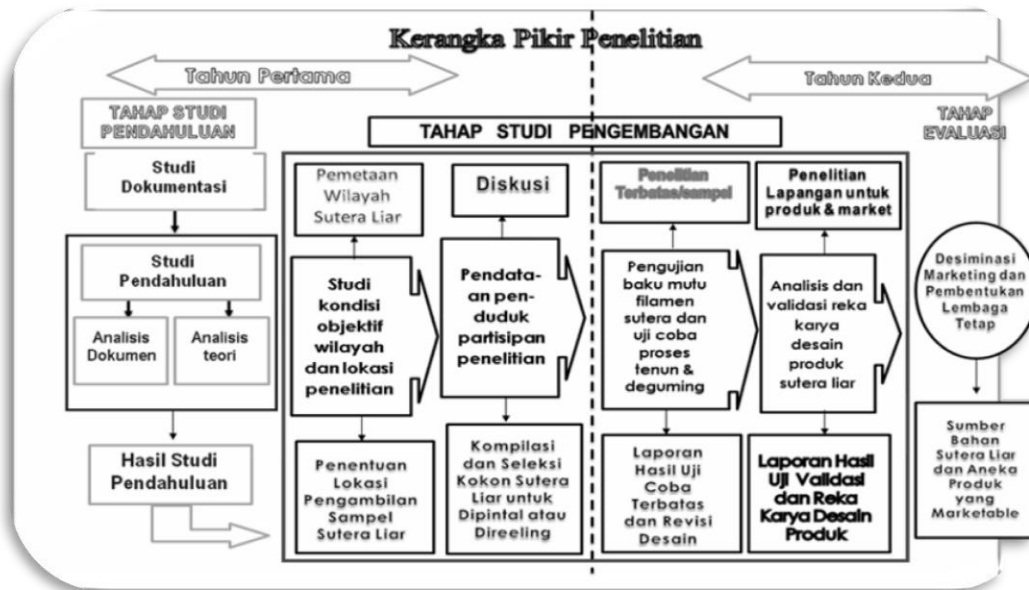 Kerangka Pikir Penelitian
Tahun Pertama
Tahun Kedua
TAHAP STUDI
PENDAHULUAN
TAHAP STUDI PENGEMBANGAN
TAHAP
EVALUASI
Studi
Dokumentasi
Studi
Pendahuluan
Analisis
Dokumen
Analisis
teori
Hasil Studi
Pendahuluan
Pemetaan
Wilayah
Sutera Liar
Studi
kondisi
objektif
wilayah
dan lokasi
penelitian
Penentuan
Lokasi
Pengambilan
Sampel
Sutera Liar
Diskusi
Pendata-
an pen-
duduk
partisipan
penelitian
Kompilasi
dan Seleksi
Kokon Sutera
Liar untuk
Dipintal atau
Direeling
Penelitian
Terbatas/sampel
Pengujian
baku mutu
filamen
sutera dan
uji coba
proses
tenun &
deguming
Laporan
Hasil Uji
Coba
Terbatas
dan Revisi
Desain
Penelitian
Lapangan untuk
produk & market
Analisis dan
validasi reka
karya
desain
produk
sutera liar
Laporan Hasil
Uji Validasi
dan Reka
Karya Desain
Produk
Desiminasi
Marketing dan
Pembentukan
Lembaga
Tetap
Sumber
Bahan
Sutera Liar
dan Aneka
Produk
yang
Marketable